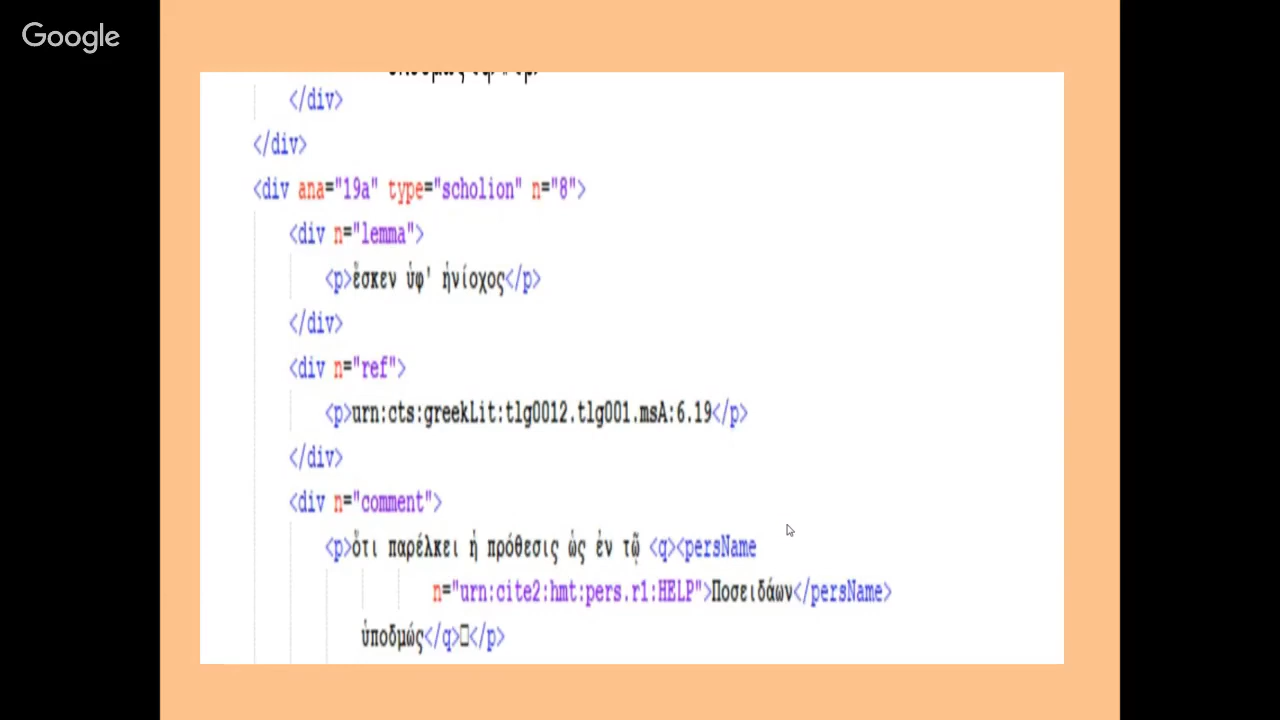 Google
</div>
</div>
<div ana="19a" type="scholion" n="8">
<div n="lemma">
<p>ἔσκεν ὑφ' ἡνίοχος</p>
</div>
<div n="ref">
<p>urn:cts:greekLit:tlg0012.tlg001.msA:6.19</p>
</div>
<div n="comment">
<p>ὅτι παρέλκει ἡ πρόθεσις ὡς ἐν τῷ <q><persName
n="urn:cite2:hmt:pers.r1:HELP">Ποσειδάων</persName>
ὑποδμώς</q>□</p>